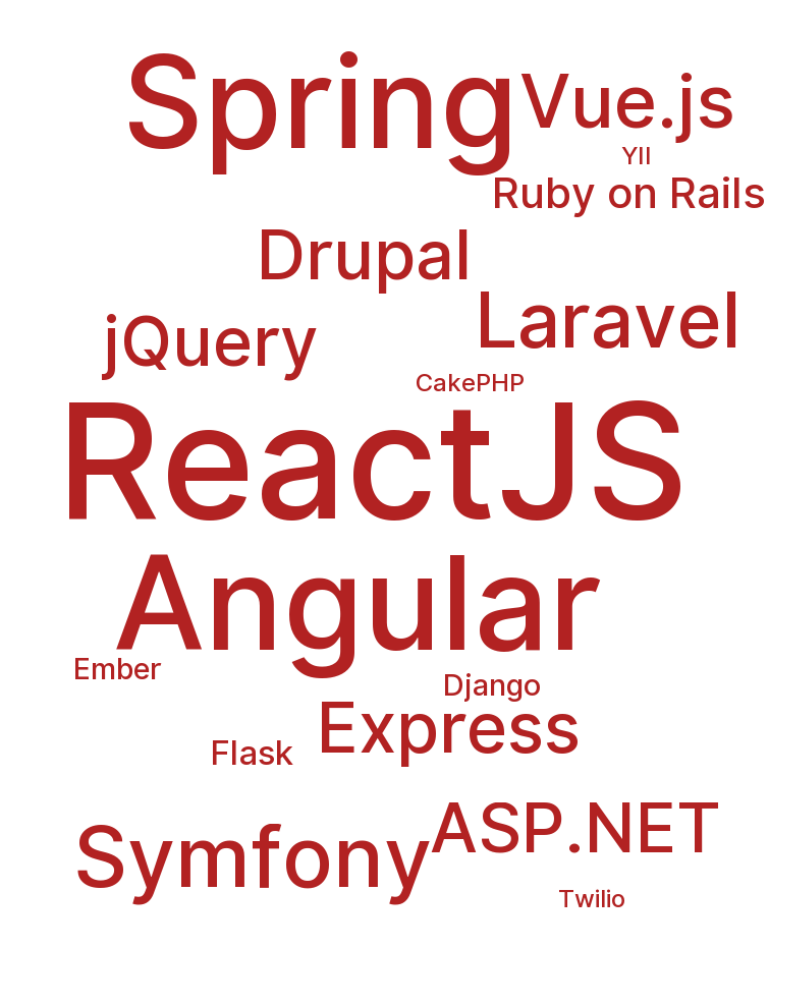 Spring
Vue.js
YII
Ruby on Rails
Drupal
Laravel
jQuery
CakePHP
ReactJS
Angular
Ember
Django
Express
Flask
ASP.NET
Symfony
Twilio